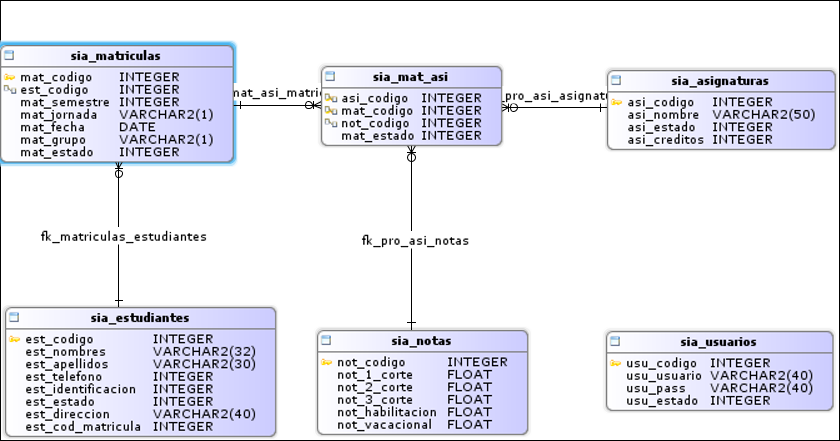 sia_matriculas
mat_codigo INTEGER
est_codigo INTEGER
mat_semestre INTEGER
mat_jornada VARCHAR2(1)
mat_fecha DATE
mat_grupo VARCHAR2(1)
mat_estado INTEGER
mat_asi_matric
sia_mat_asi
asi_codigo INTEGER
mat_codigo INTEGER
not_codigo INTEGER
mat_estado INTEGER
_pro_asi_asignatu
sia_asignaturas
asi_codigo INTEGER
asi_nombre VARCHAR2(50)
asi_estado INTEGER
asi_creditos INTEGER
fk_matriculas_estudiantes
fk_pro_asi_notas
sia_estudiantes
est_codigo INTEGER
est_nombres VARCHAR2(32)
est_apellidos VARCHAR2(30)
est_telefono INTEGER
est_identificacion INTEGER
est_estado INTEGER
est_direccion VARCHAR2(40)
est_cod_matricula INTEGER
sia_notas
not_codigo INTEGER
not_1_corte FLOAT
not_2_corte FLOAT
not_3_corte FLOAT
not_habilitacion FLOAT
not_vacacional FLOAT
sia_usuarios
usu_codigo INTEGER
usu_usuario VARCHAR2(40)
usu_pass VARCHAR2(40)
usu_estado INTEGER